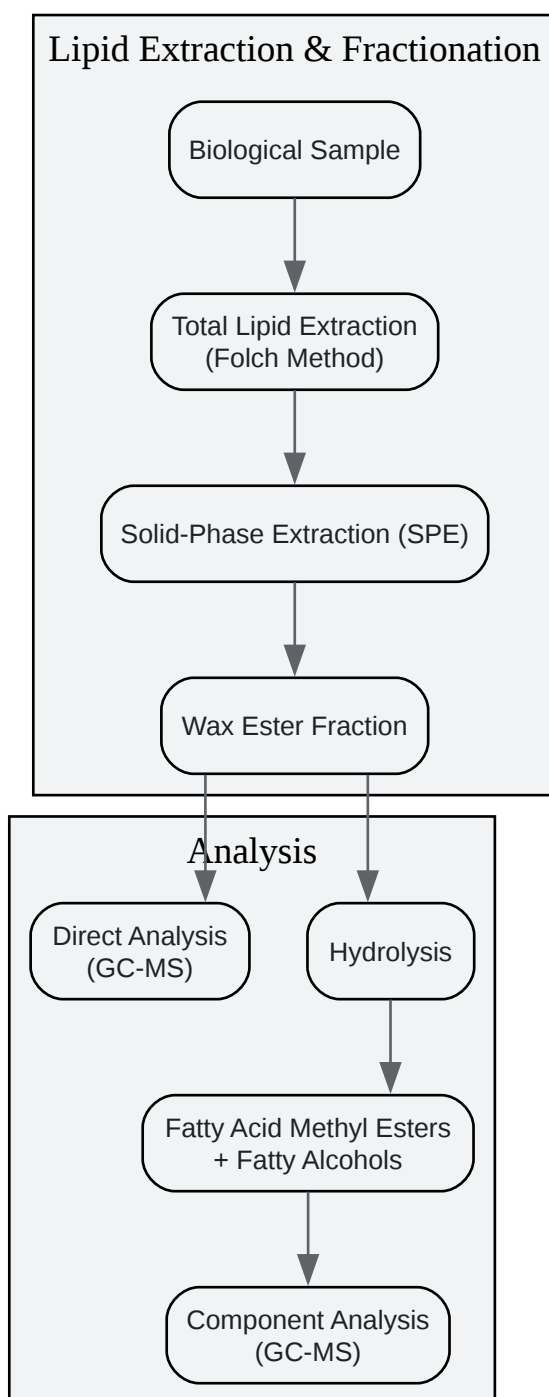 Lipid Extraction & Fractionation
Biological Sample
Total Lipid Extraction
(Folch Method)
Solid-Phase Extraction (SPE)
Wax Ester Fraction
Analysis
Direct Analysis
(GC-MS)
Hydrolysis
Fatty Acid Methyl Esters
+ Fatty Alcohols
Component Analysis
(GC-MS)